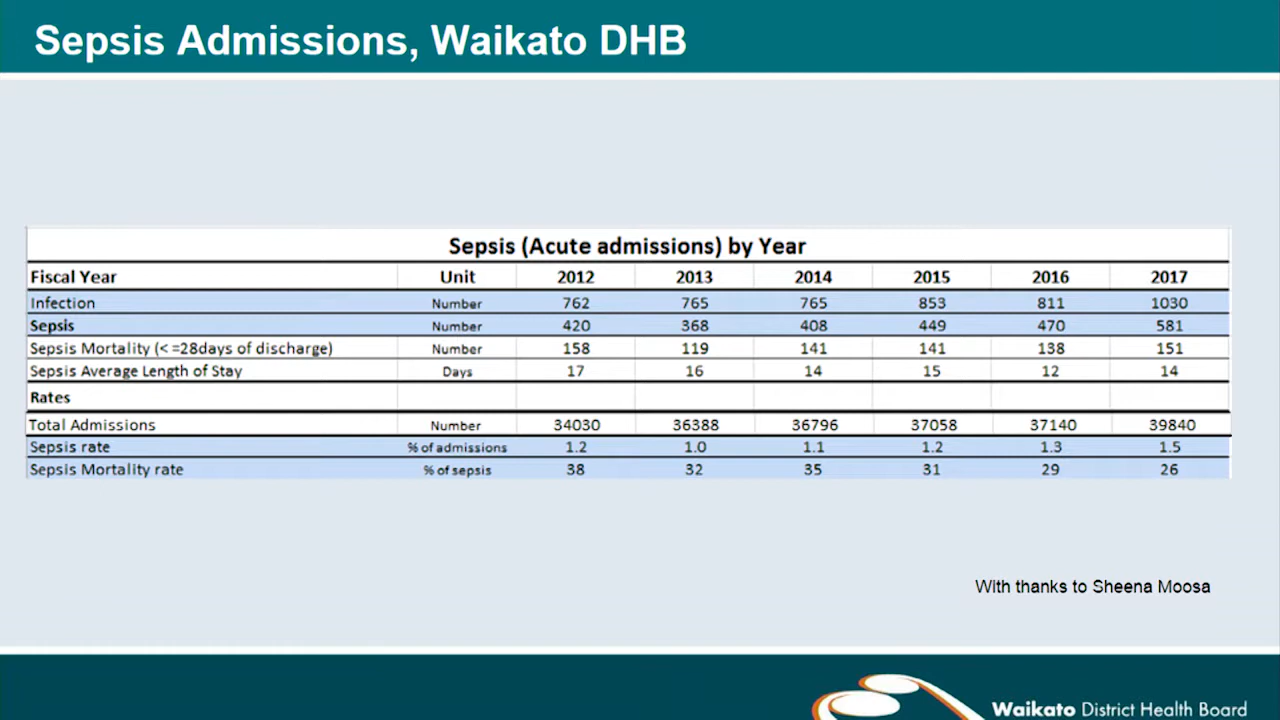 Sepsis Admissions, Waikato DHB
Sepsis (Acute admissions) by Year
Fiscal Year Unit 2012 2013 2014 2015 2016 2017
Infection Number 762 765 765 853 811 1030
Sepsis Number 420 368 408 449 470 581
Sepsis Mortality (< =28days of discharge) Number 158 119 141 141 138 151
Sepsis Average Length of Stay Days 17 16 14 15 12 14
Rates
Total Admissions Number 34030 36388 36796 37058 37140 39840
Sepsis rate % of admissions 1.2 1.0 1.1 1.2 1.3 1.5
Sepsis Mortality rate % of sepsis 38 32 35 31 29 26
With thanks to Sheena Moosa
Waikato District Health Board